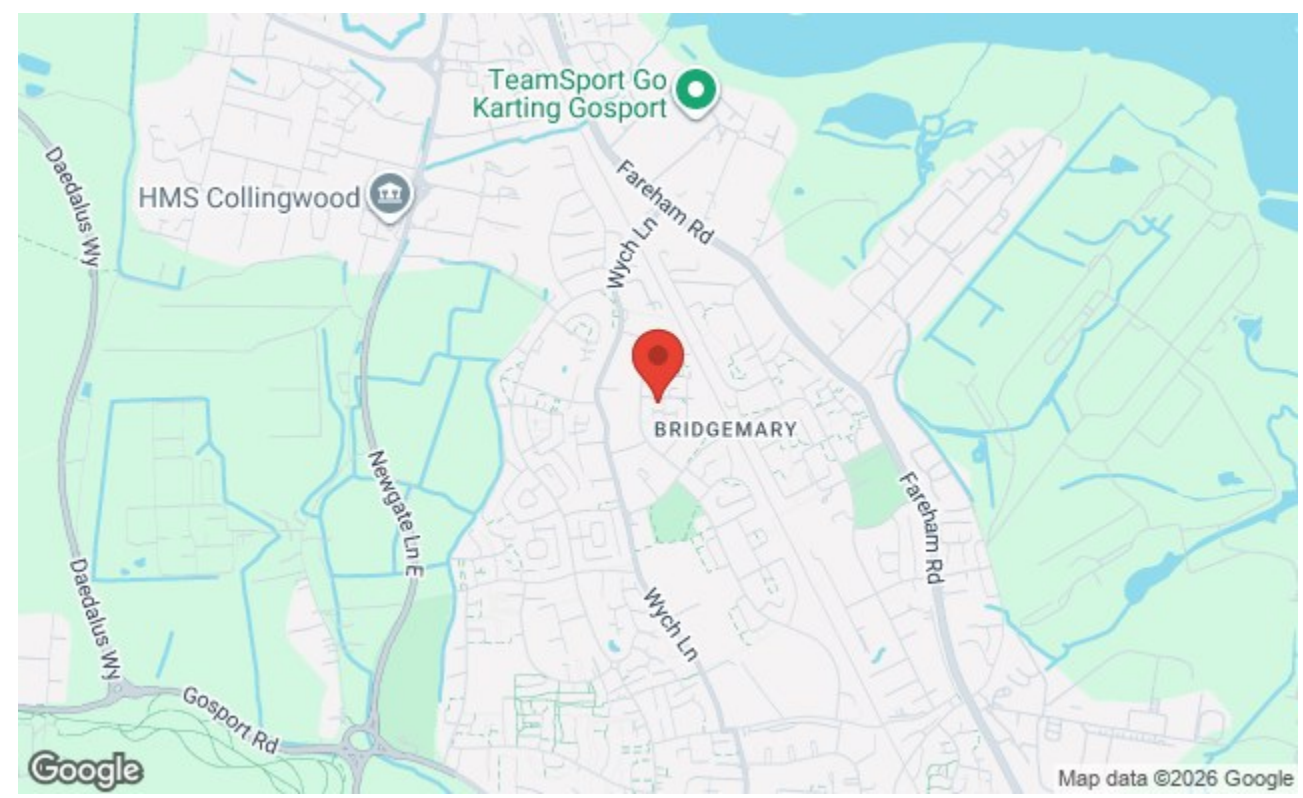 TeamSport Go
Karting Gosport
Daedalus Wy
HMS Collingwood
Fareham Rd
Wych Ln
BRIDGEMARY
Newgate Ln E
Fareham Rd
Daedalus Wy
Wych Ln
Gosport Rd
Google
Map data ©2026 Google